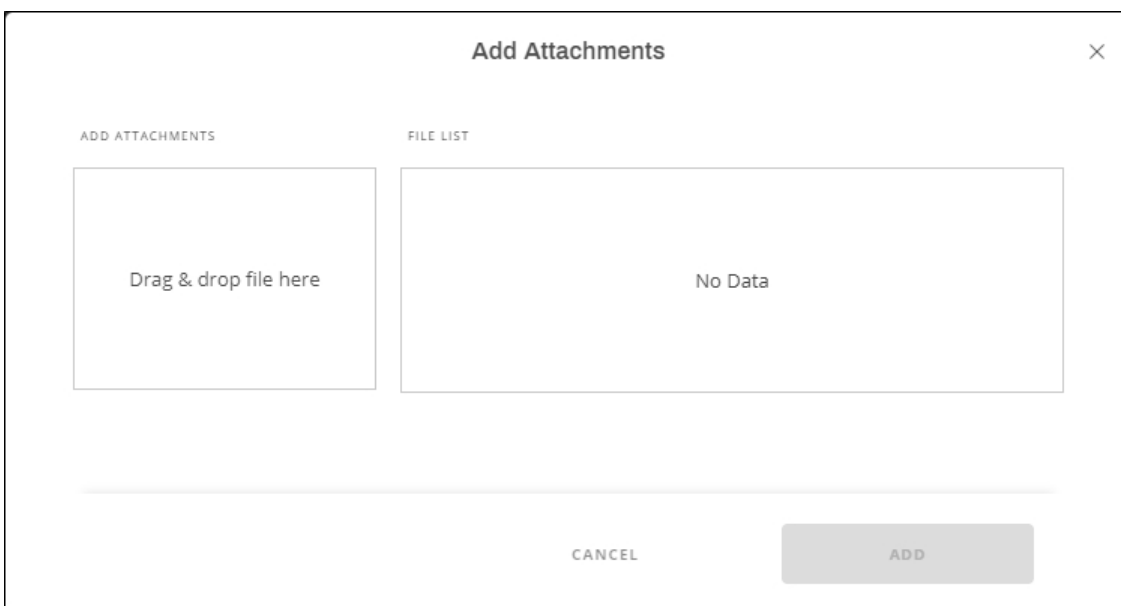 Add Attachments
ADD ATTACHMENTS
FILE LIST
Drag & drop file here
No Data
CANCEL
ADD